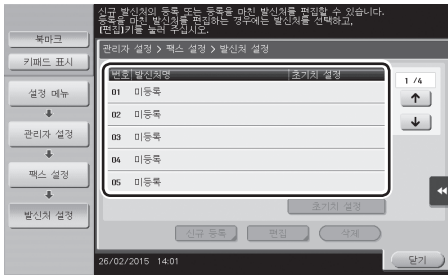 신규 발신처의 등록 또는 등록을 마친 발신처를 편집할 수 있습니다.
등록을 마친 발신처를 편집하는 경우에는 발신처를 선택하고,
[편집]키를 눌러 주십시오.
북마크
키패드 표시
관리자 설정 > 팩스 설정 > 발신처 설정
번호 발신처명 초기치 설정
1 /4
01 미등록
02 미등록
03 미등록
04 미등록
05 미등록
설정 메뉴
관리자 설정
팩스 설정
발신처 설정
초기치 설정
신규 등록 편집 삭제
26/02/2015 14:01
닫기